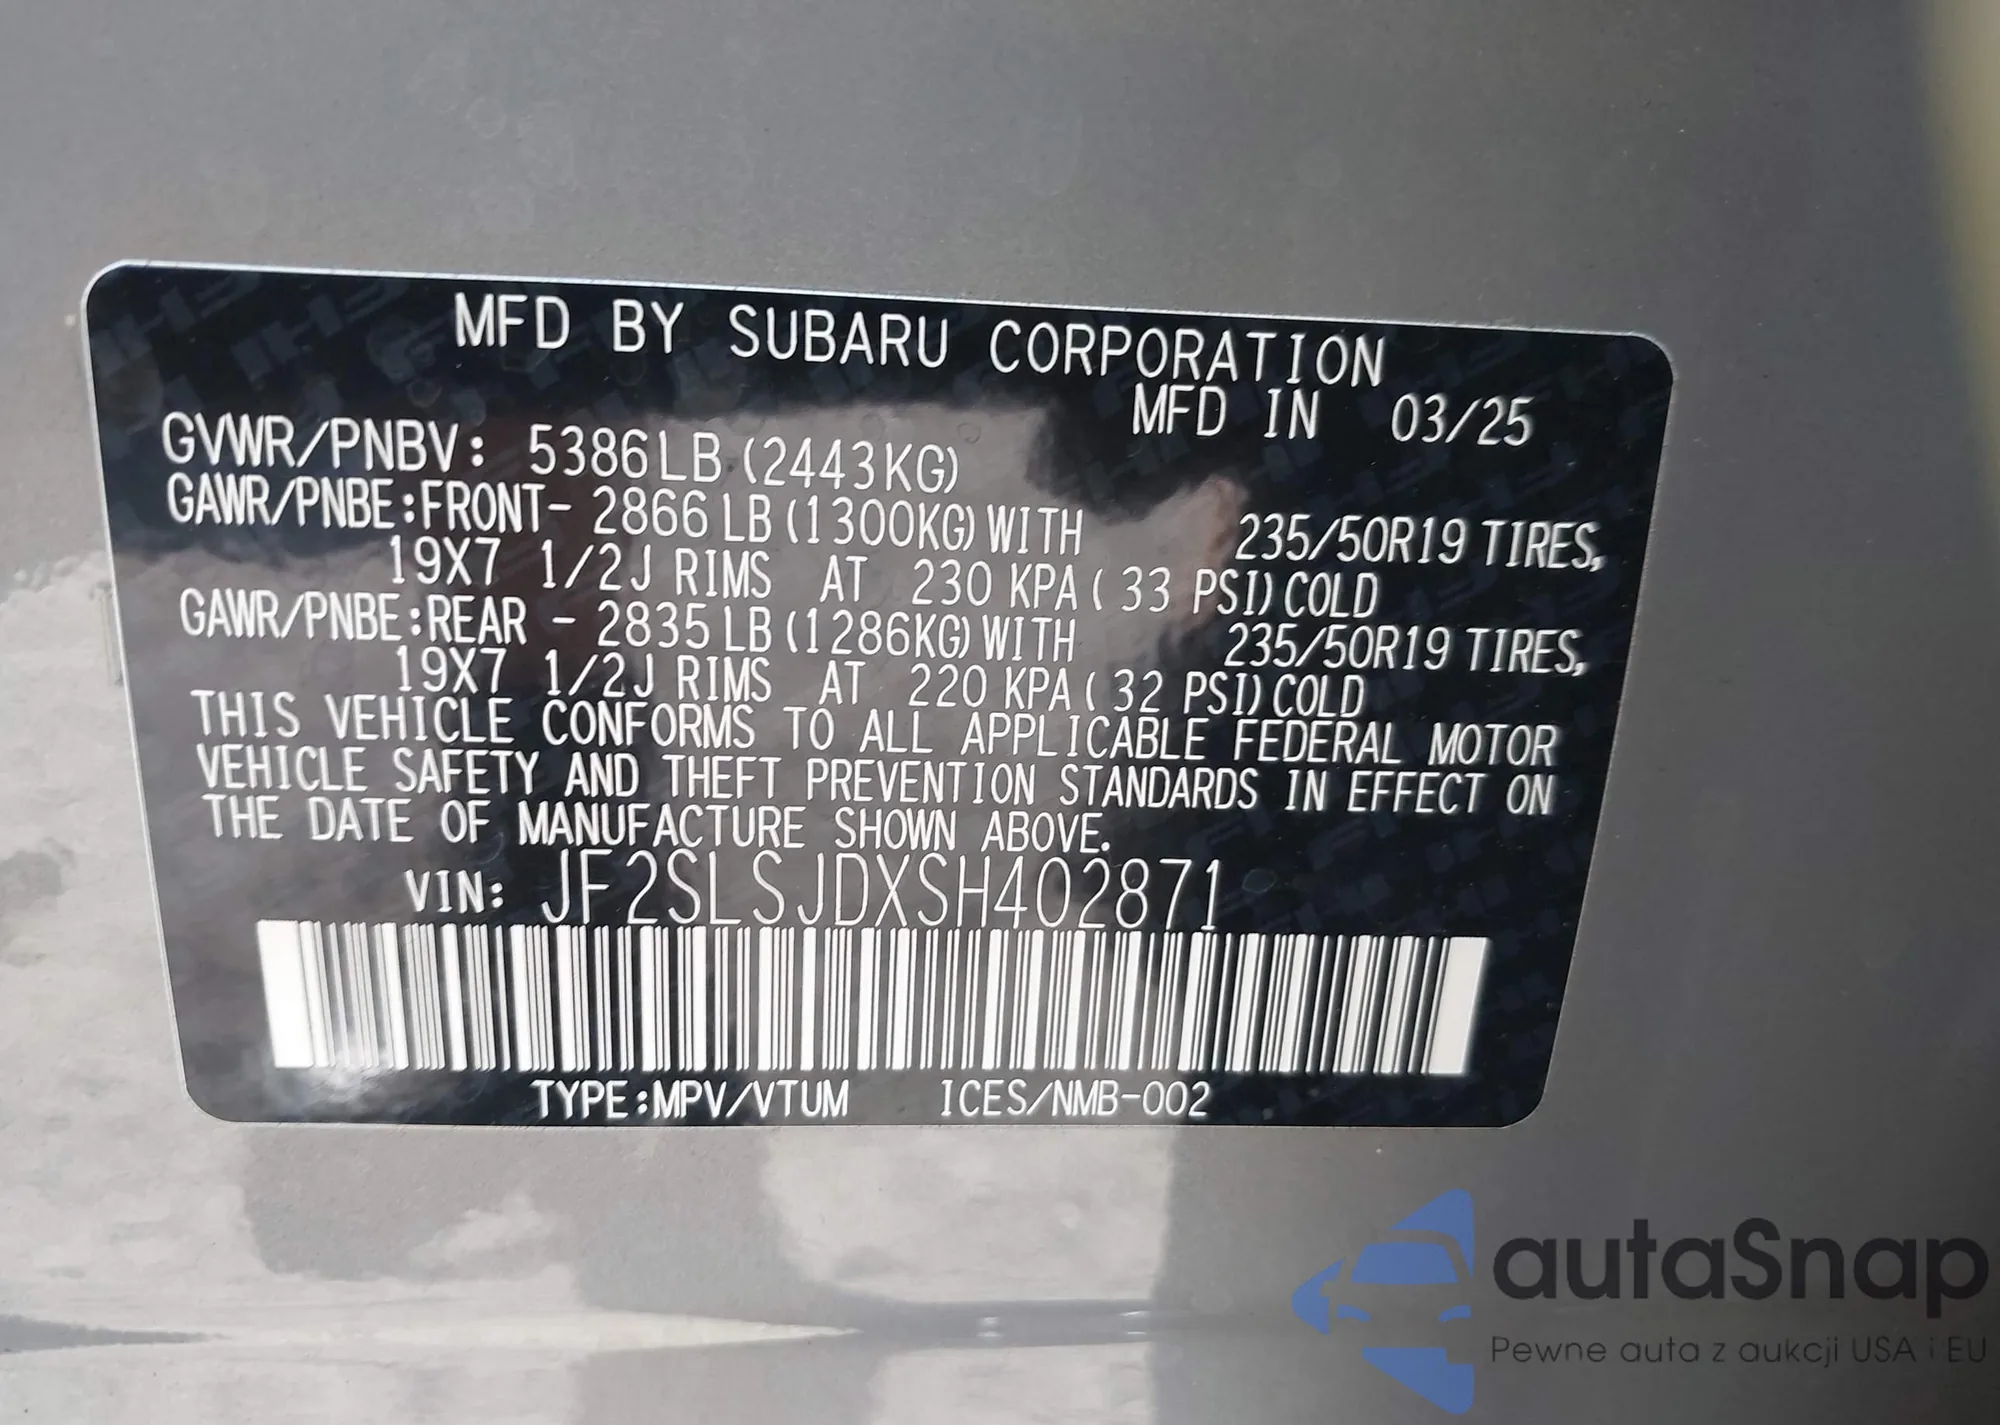 MFD BY SUBARU CORPORATION
MFD IN 03/25
GVWR/PNBV: 5386LB (2443KG)
GAWR/PNBE:FRONT- 2866 LB (1300KG) WITH 235/50R19 TIRES,
19X7 1/2J RIMS AT 230 KPA ( 33 PSI) COLD
GAWR/PNBE:REAR - 2835 LB (1286KG) WITH 235/50R19 TIRES,
19X7 1/2J RIMS AT 220 KPA ( 32 PSI) COLD
THIS VEHICLE CONFORMS TO ALL APPLICABLE FEDERAL MOTOR
VEHICLE SAFETY AND THEFT PREVENTION STANDARDS IN EFFECT ON
THE DATE OF MANUFACTURE SHOWN ABOVE.
VIN: JF2SLSJDXSH402871
TYPE:MPV/VTUM ICES/NMB-002
autaSnap
Pewne auta z aukcji USA i EU